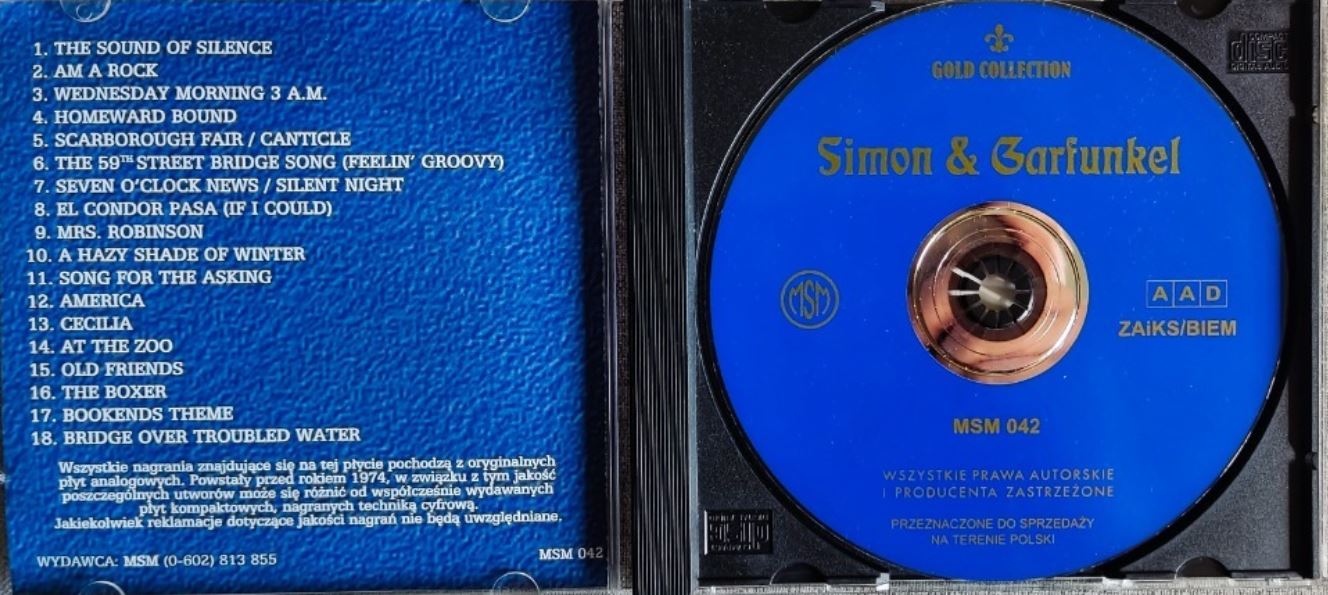 1. THE SOUND OF SILENCE
2. AM A ROCK
3. WEDNESDAY MORNING 3 A.M.
4. HOMEWARD BOUND
5. SCARBOROUGH FAIR / CANTICLE
6. THE 59TH STREET BRIDGE SONG (FEELIN' GROOVY)
7. SEVEN O'CLOCK NEWS / SILENT NIGHT
8. EL CONDOR PASA (IF I COULD)
9. MRS. ROBINSON
10. A HAZY SHADE OF WINTER
11. SONG FOR THE ASKING
12. AMERICA
13. CECILIA
14. AT THE ZOO
15. OLD FRIENDS
16. THE BOXER
17. BOOKENDS THEME
18. BRIDGE OVER TROUBLED WATER
Wszystkie nagrania znajdujące się na tej płycie pochodzą z oryginalnych
płyt analogowych. Powstały przed rokiem 1974, w związku z tym jakość
poszczególnych utworów może się różnić od współcześnie wydawanych
płyt kompaktowych, nagranych techniką cyfrową.
Jakiekolwiek reklamacje dotyczące jakości nagrań nie będą uwzględniane.
WYDAWCA: MSM (0-602) 813 855
MSM 042
GOLD COLLECTION
Simon & Garfunkel
MSM
AAD
ZAiKS/BIEM
MSM 042
WSZYSTKIE PRAWA AUTORSKIE
I PRODUCENTA ZASTRZEŻONE
PRZEZNACZONE DO SPRZEDAŻY
NA TERENIE POLSKI
COMPACT
disc
DIGITAL AUDIO